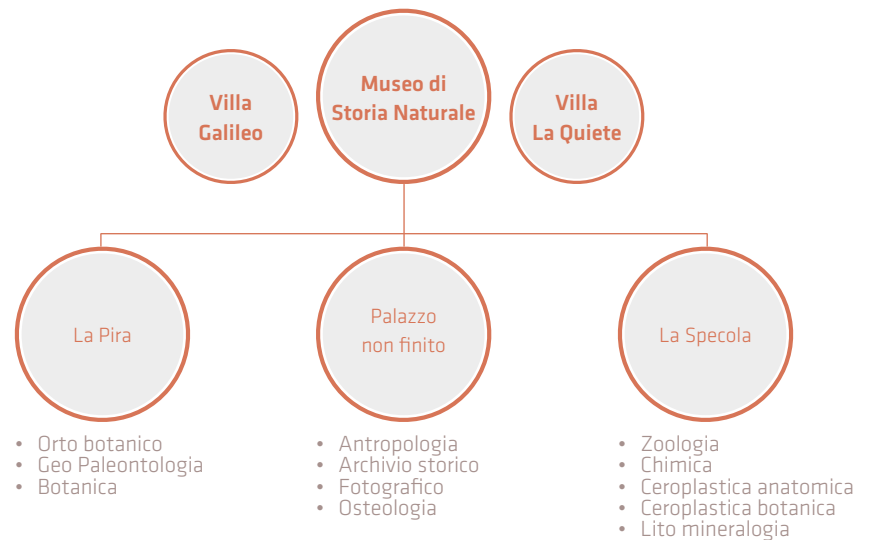 Villa
Galileo
Museo di
Storia Naturale
Villa
La Quiete
La Pira
Palazzo
non finito
La Specola
• Orto botanico
• Geo Paleontologia
• Botanica
• Antropologia
• Archivio storico
• Fotografico
• Osteologia
• Zoologia
• Chimica
• Ceroplastica anatomica
• Ceroplastica botanica
• Lito mineralogia